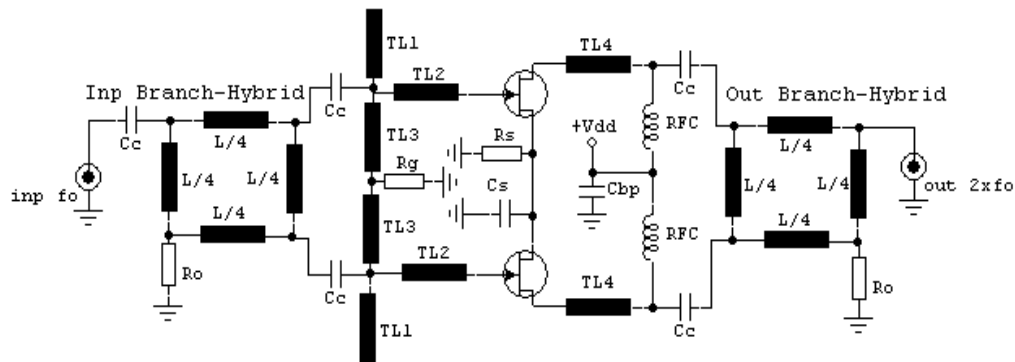 TL1
TL4
TL2
Cc
Cc
Inp Branch-Hybrid
Out Branch-Hybrid
+Vdd
RFC
Cc
L/4
TL3
Rs
L/4
inp fo
L/4
L/4
Rg
Cs
Cbp
L/4
L/4
out 2xfo
L/4
TL3
RFC
L/4
TL2
Ro
TL4
Ro
Cc
Cc
TL1